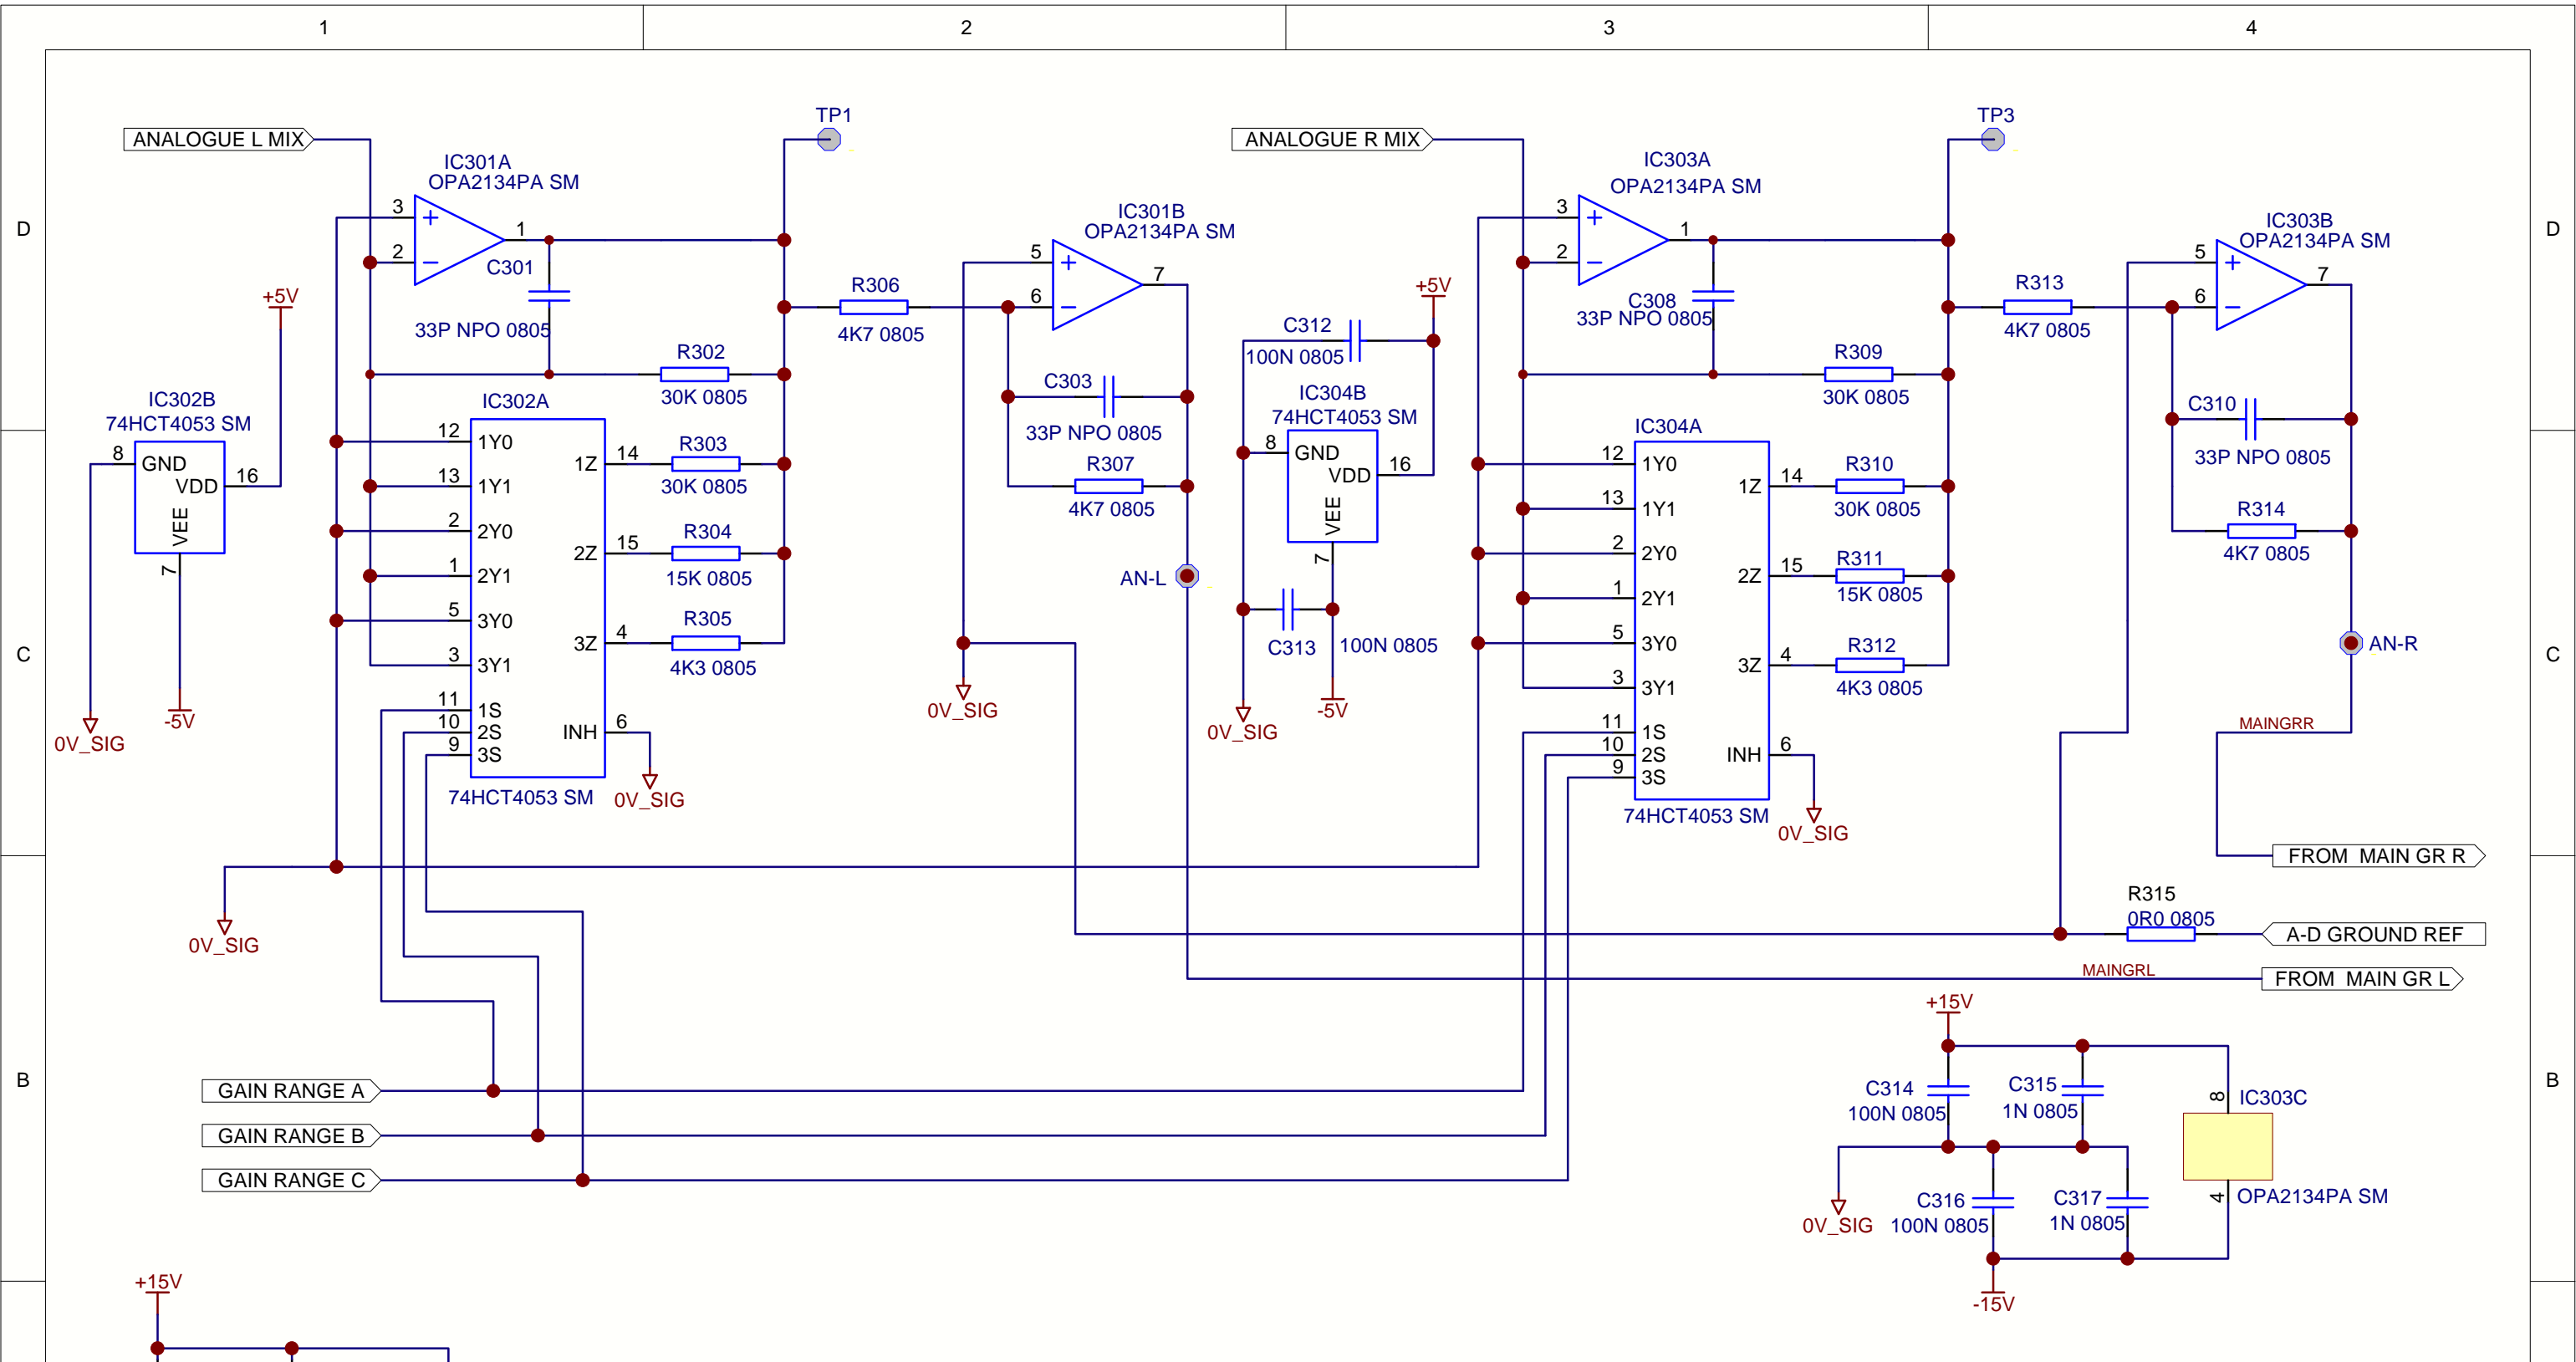 1
2
3
4
D
D
C
C
B
B
ANALOGUE L MIX
TP1
IC301A
OPA2134PA SM
3
2
1
C301
33P NPO 0805
+5V
IC302B
74HCT4053 SM
8
GND
VDD
16
VEE
7
0V_SIG
-5V
R302
30K 0805
IC302A
12
1Y0
13
1Y1
2
2Y0
1
2Y1
5
3Y0
3
3Y1
11
1S
10
2S
9
3S
1Z
14
2Z
15
3Z
4
INH
6
74HCT4053 SM
0V_SIG
R303
30K 0805
R304
15K 0805
R305
4K3 0805
R306
4K7 0805
IC301B
OPA2134PA SM
5
6
7
C303
33P NPO 0805
R307
4K7 0805
AN-L
0V_SIG
0V_SIG
ANALOGUE R MIX
TP3
IC303A
OPA2134PA SM
3
2
1
C308
33P NPO 0805
+5V
C312
100N 0805
IC304B
74HCT4053 SM
8
GND
VDD
16
VEE
7
C313
100N 0805
0V_SIG
-5V
R309
30K 0805
IC304A
12
1Y0
13
1Y1
2
2Y0
1
2Y1
5
3Y0
3
3Y1
11
1S
10
2S
9
3S
1Z
14
2Z
15
3Z
4
INH
6
74HCT4053 SM
0V_SIG
R310
30K 0805
R311
15K 0805
R312
4K3 0805
R313
4K7 0805
IC303B
OPA2134PA SM
5
6
7
C310
33P NPO 0805
R314
4K7 0805
AN-R
MAINGRR
FROM  MAIN GR R
R315
0R0 0805
A-D GROUND REF
MAINGRL
FROM  MAIN GR L
GAIN RANGE A
GAIN RANGE B
GAIN RANGE C
+15V
C314
100N 0805
C315
1N 0805
8
IC303C
C316
100N 0805
C317
1N 0805
4
OPA2134PA SM
0V_SIG
-15V
+15V